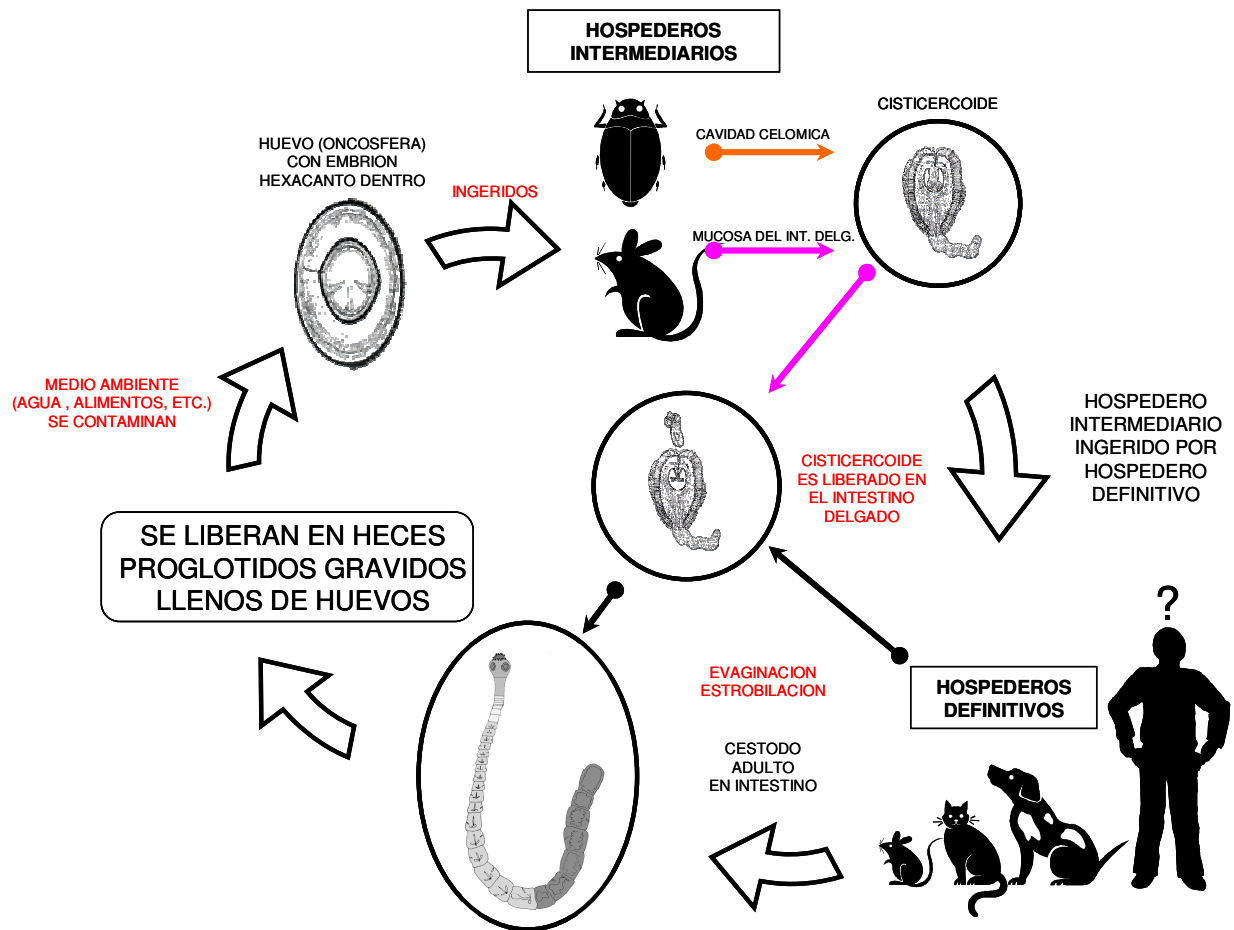 HOSPEDEROS
INTERMEDIARIOS
CISTICERCOIDE
CAVIDAD CELOMICA
HUEVO (ONCOSFERA)
CON EMBRION
HEXACANTO DENTRO
INGERIDOS
MUCOSA DEL INT. DELG.
MEDIO AMBIENTE
(AGUA , ALIMENTOS, ETC.)
SE CONTAMINAN
HOSPEDERO
INTERMEDIARIO
INGERIDO POR
HOSPEDERO
DEFINITIVO
CISTICERCOIDE
ES LIBERADO EN
EL INTESTINO
DELGADO
SE LIBERAN EN HECES
PROGLOTIDOS GRAVIDOS
LLENOS DE HUEVOS
?
EVAGINACION
ESTROBILACION
HOSPEDEROS
DEFINITIVOS
CESTODO
ADULTO
EN INTESTINO